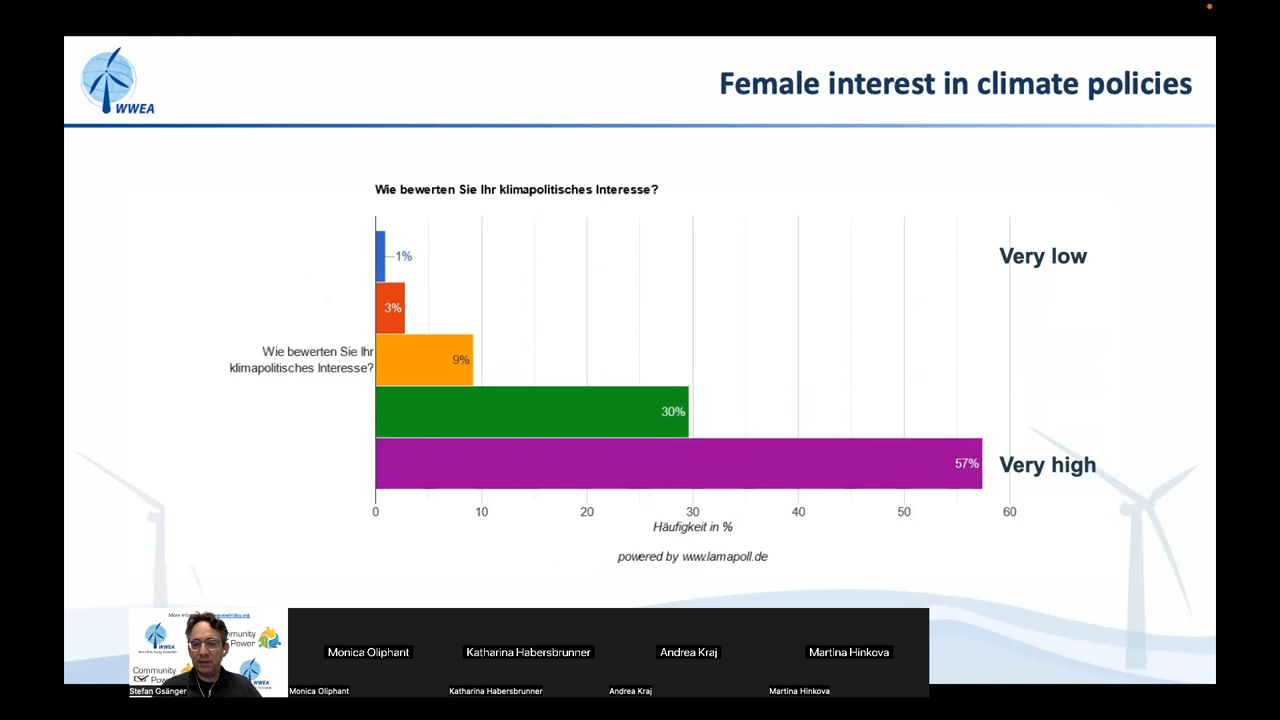 WWEA
Female interest in climate policies
Wie bewerten Sie Ihr klimapolitisches Interesse?
1%
Very low
3%
Wie bewerten Sie Ihr
klimapolitisches Interesse?
9%
30%
57%
Very high
0 10 20 30 40 50 60
Häufigkeit in %
powered by www.lamapoll.de
WWEA
Community
Stefan Gsänger
Monica Oliphant
Monica Oliphant
Katharina Habersbrunner
Katharina Habersbrunner
Andrea Kraj
Andrea Kraj
Martina Hinkova
Martina Hinkova